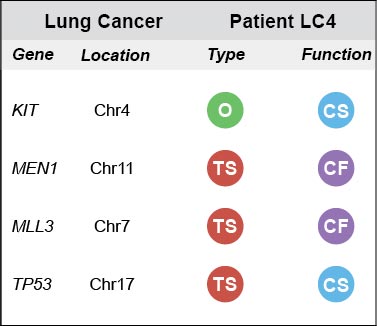 Lung Cancer Patient LC4
Gene Location Type Function
KIT Chr4 O CS
MEN1 Chr11 TS CF
MLL3 Chr7 TS CF
TP53 Chr17 TS CS